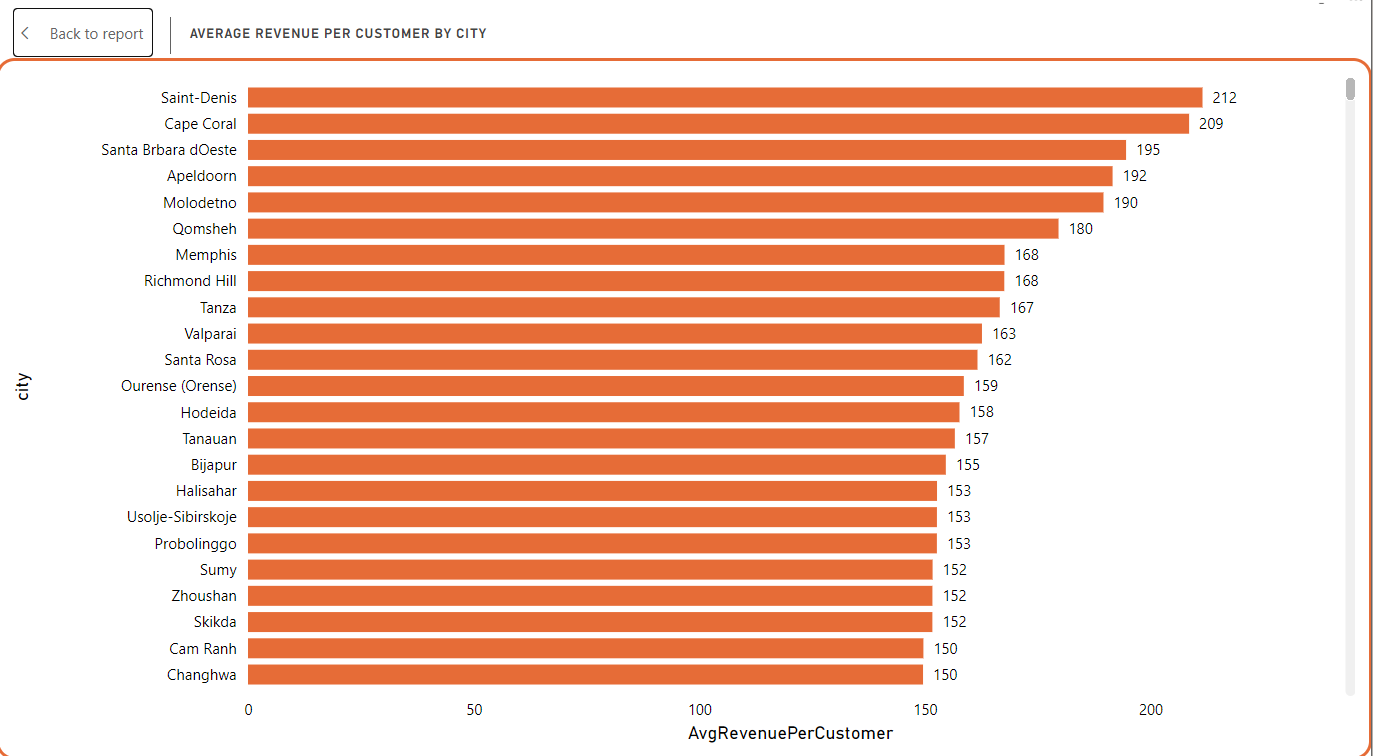 Back to report
AVERAGE REVENUE PER CUSTOMER BY CITY
Saint-Denis 212
Cape Coral 209
Santa Brbara dOeste 195
Apeldoorn 192
Molodetno 190
Qomsheh 180
Memphis 168
Richmond Hill 168
Tanza 167
Valparai 163
Santa Rosa 162
Ourense (Orense) 159
Hodeida 158
Tanauan 157
Bijapur 155
Halisahar 153
Usolje-Sibirskoje 153
Probolinggo 153
Sumy 152
Zhoushan 152
Skikda 152
Cam Ranh 150
Changhwa 150
city
0 50 100 150 200
AvgRevenuePerCustomer